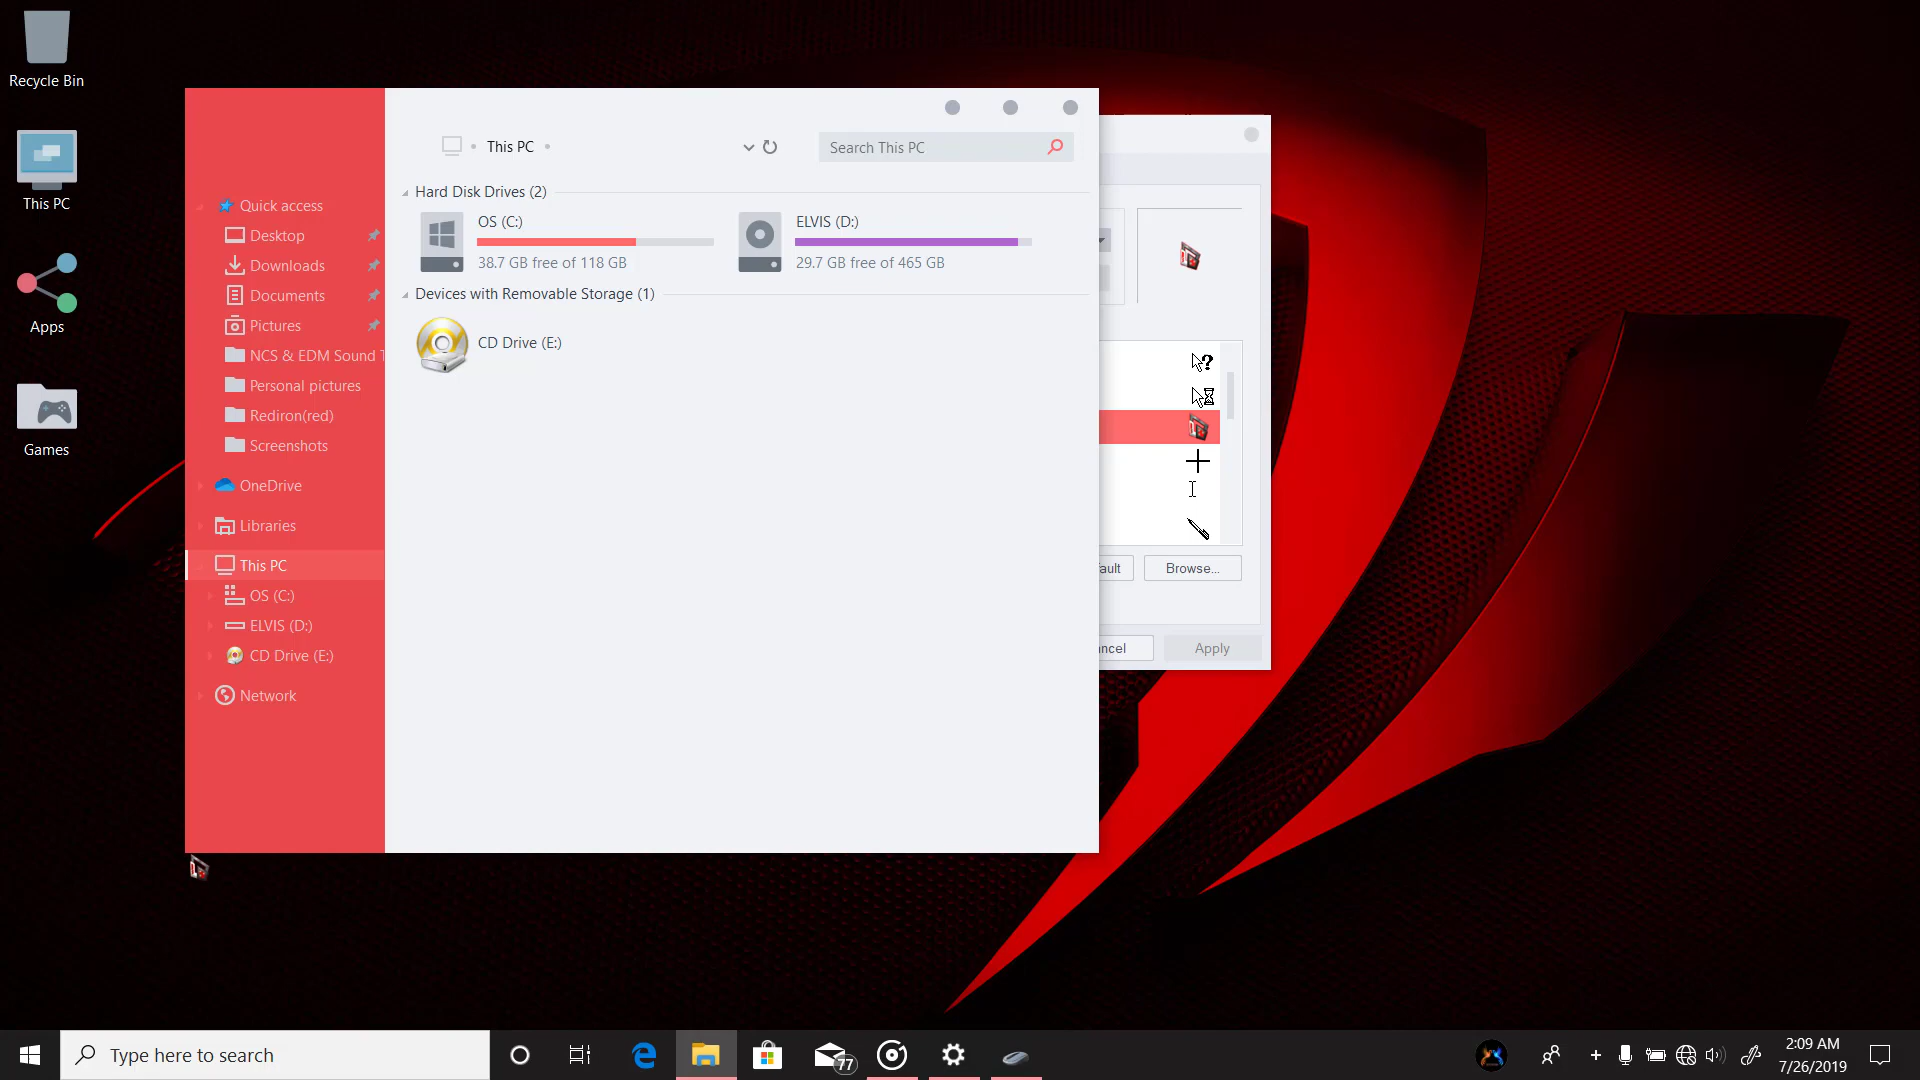 Recycle Bin
This PC
Apps
Games
This PC
Search This PC
Quick access
Desktop
Downloads
Documents
Pictures
NCS & EDM Sound T
Personal pictures
Rediron(red)
Screenshots
OneDrive
Libraries
This PC
OS (C:)
ELVIS (D:)
CD Drive (E:)
Network
Hard Disk Drives (2)
OS (C:)
38.7 GB free of 118 GB
ELVIS (D:)
29.7 GB free of 465 GB
Devices with Removable Storage (1)
CD Drive (E:)
ault
Browse...
ncel
Apply
Type here to search
77
2:09 AM
7/26/2019